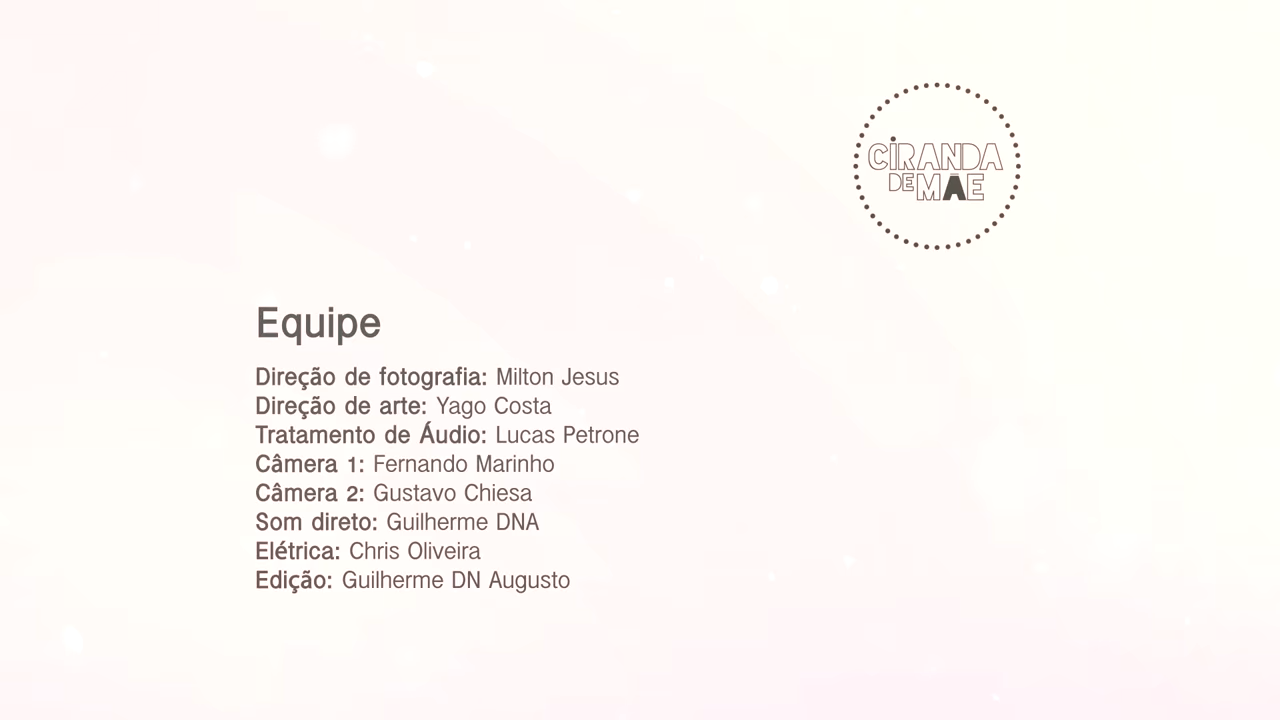 CIRANDA
DE MÃE
Equipe
Direção de fotografia: Milton Jesus
Direção de arte: Yago Costa
Tratamento de Áudio: Lucas Petrone
Câmera 1: Fernando Marinho
Câmera 2: Gustavo Chiesa
Som direto: Guilherme DNA
Elétrica: Chris Oliveira
Edição: Guilherme DN Augusto